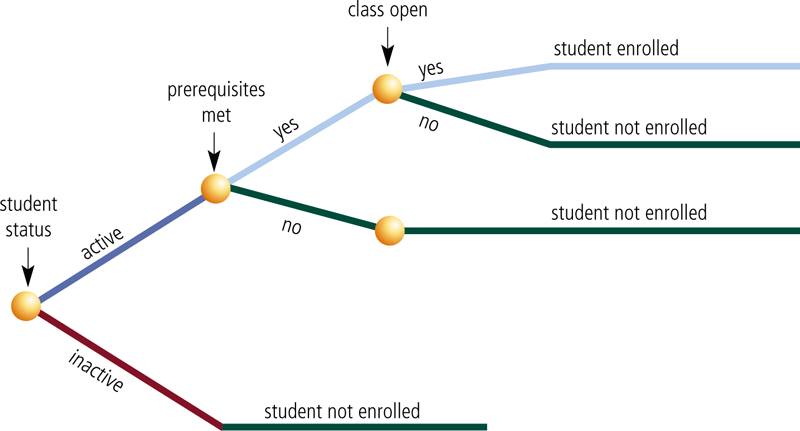 class open
student enrolled
yes
prerequisites
met
yes
no
student not enrolled
student
status
active
no
student not enrolled
inactive
student not enrolled